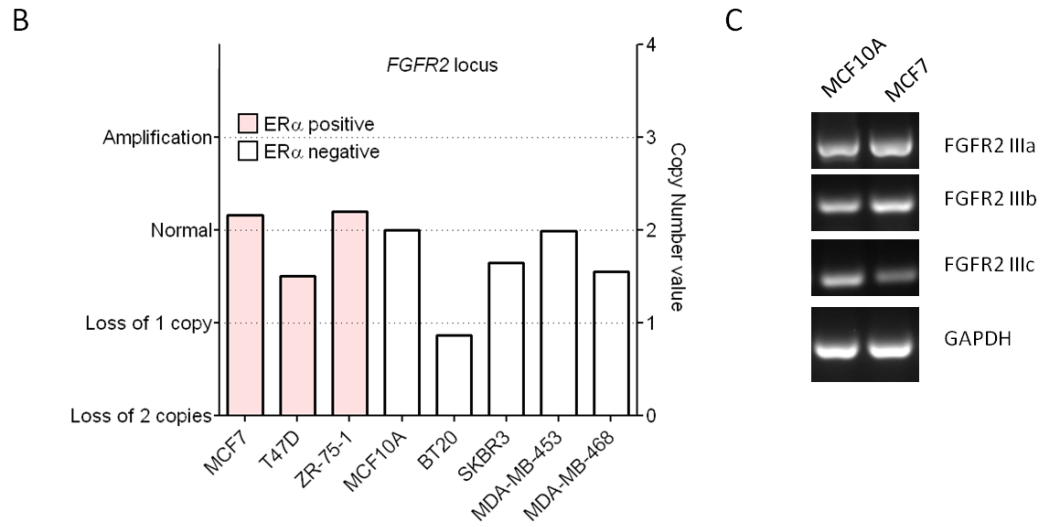 B
FGFR2 locus
ERα positive
ERα negative
Amplification
Normal
Loss of 1 copy
Loss of 2 copies
4
3
2
1
0
Copy Number value
MCF7
T47D
ZR-75-1
MCF10A
BT20
SKBR3
MDA-MB-453
MDA-MB-468
C
MCF10A
MCF7
FGFR2 IIIa
FGFR2 IIIb
FGFR2 IIIc
GAPDH